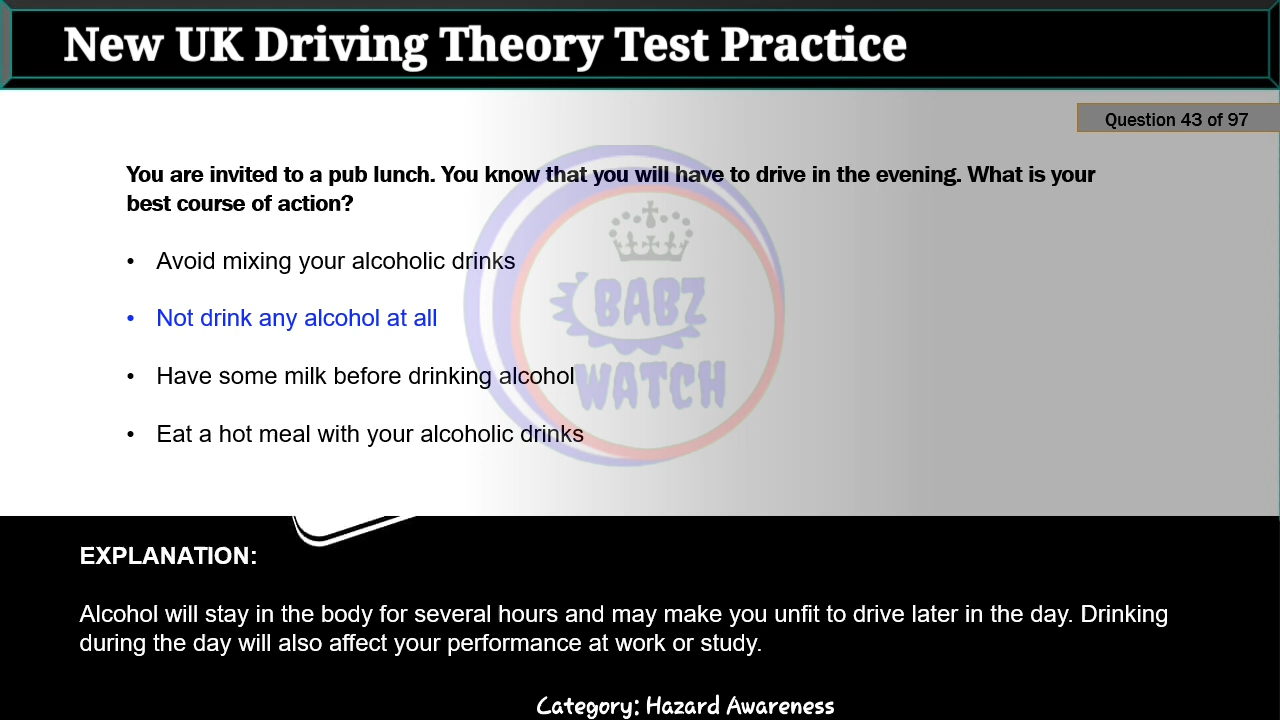 New UK Driving Theory Test Practice
Question 43 of 97
You are invited to a pub lunch. You know that you will have to drive in the evening. What is your
best course of action?
• Avoid mixing your alcoholic drinks
• Not drink any alcohol at all
• Have some milk before drinking alcohol
• Eat a hot meal with your alcoholic drinks
BABZ
WATCH
EXPLANATION:
Alcohol will stay in the body for several hours and may make you unfit to drive later in the day. Drinking
during the day will also affect your performance at work or study.
Category: Hazard Awareness